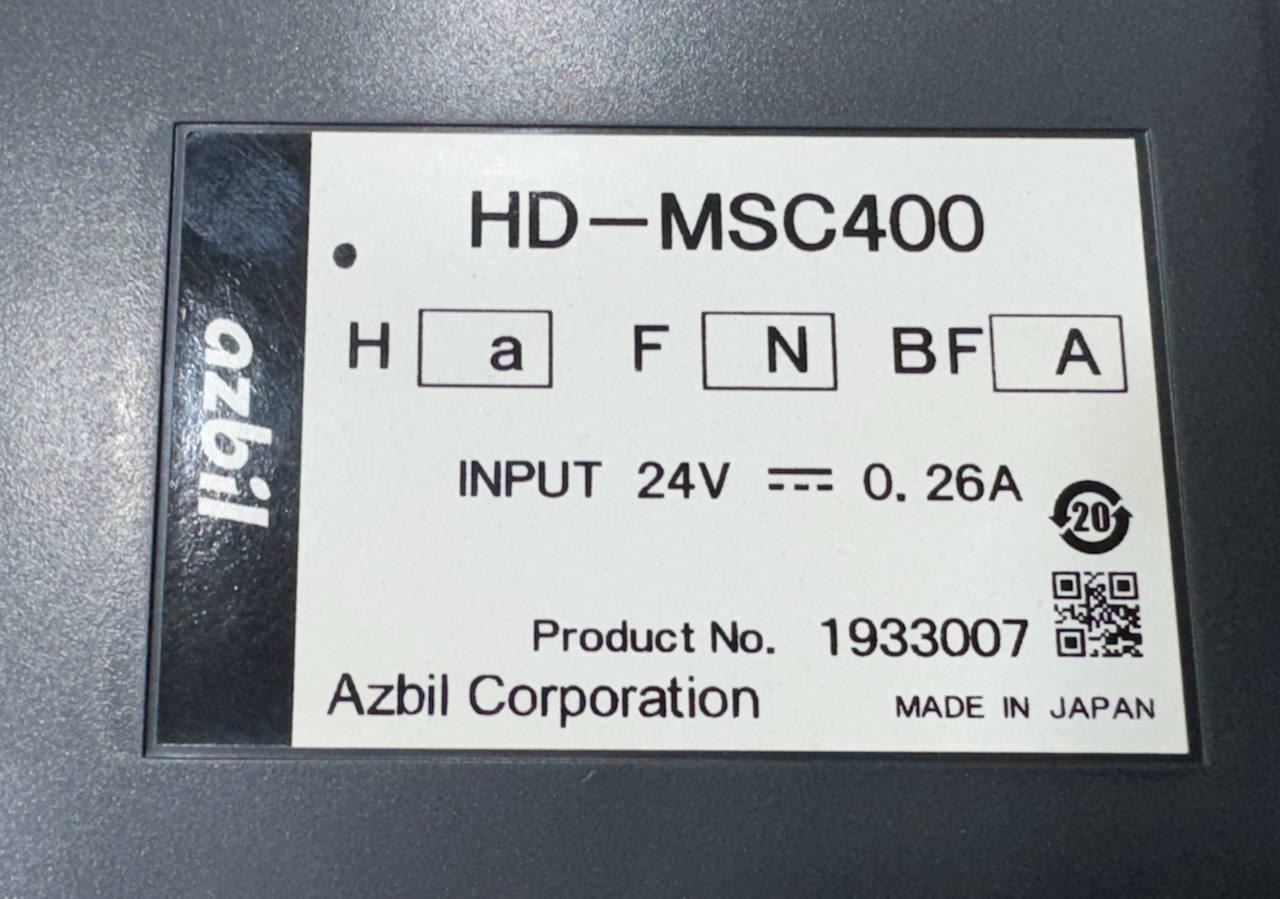 azbil
HD-MSC400
H a F N BF A
INPUT 24V ⎓ 0.26A
20
Product No. 1933007
Azbil Corporation MADE IN JAPAN